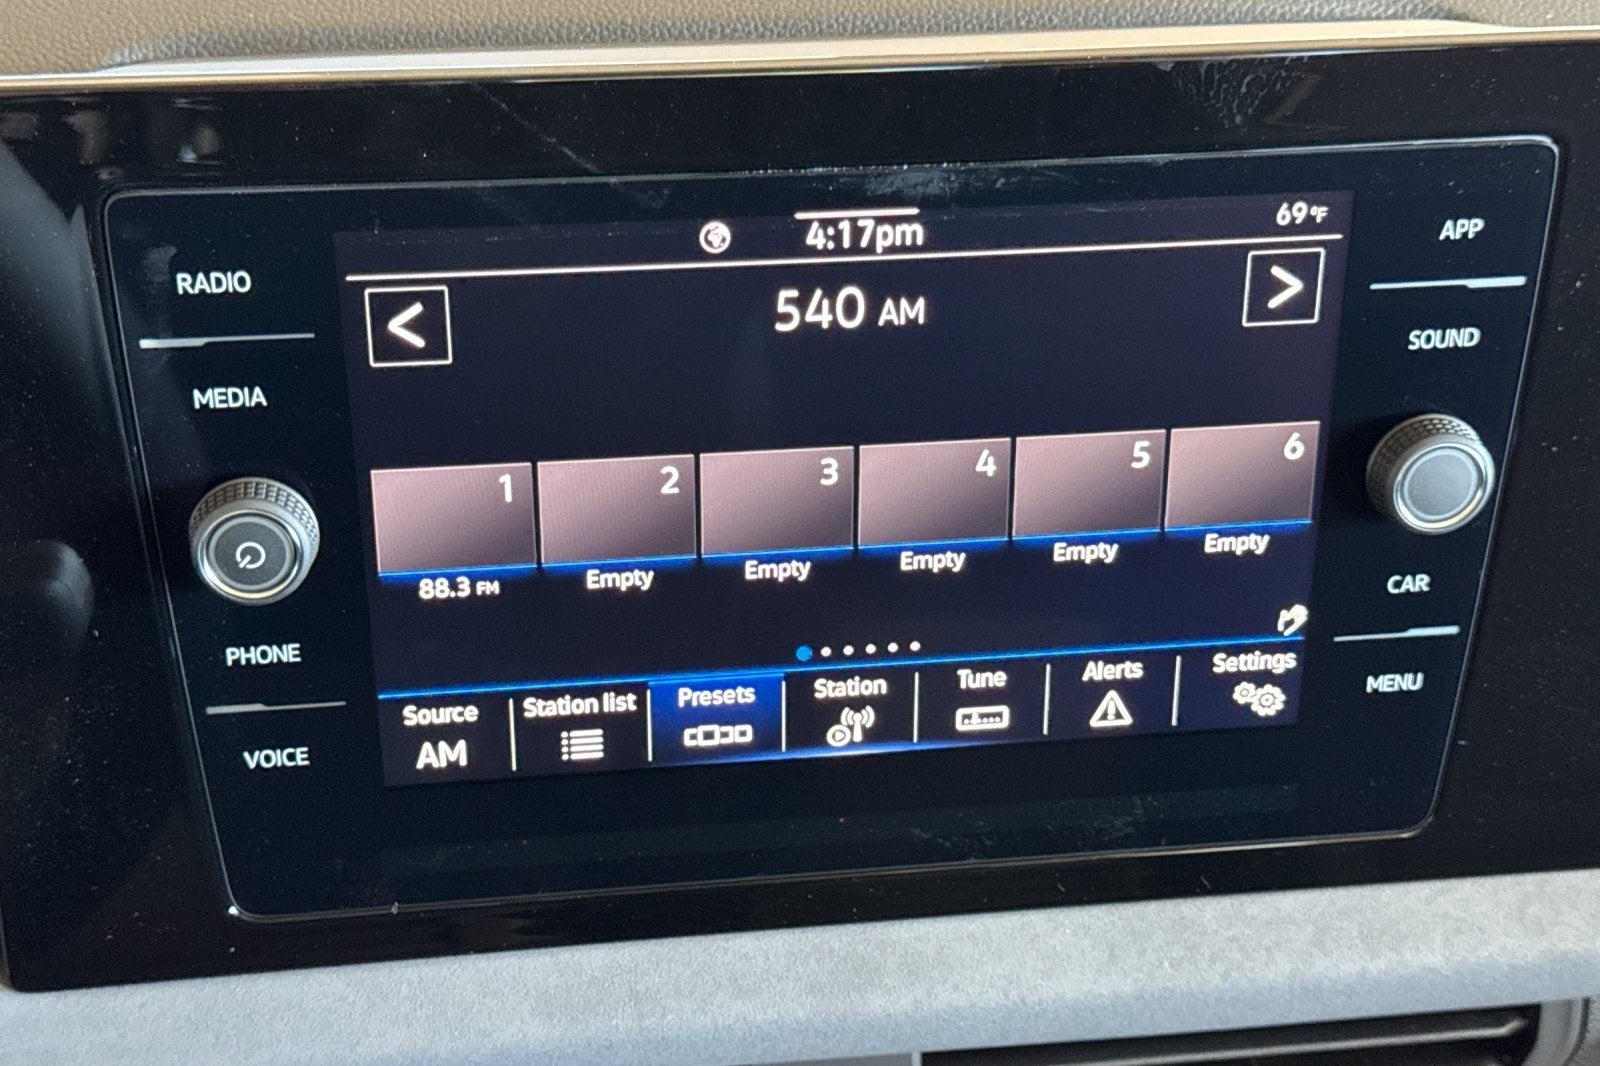 RADIO
MEDIA
PHONE
VOICE
4:17pm
69°F
<
540 AM
>
1
2
3
4
5
6
88.3 FM
Empty
Empty
Empty
Empty
Empty
Source
AM
Station list
Presets
Station
Tune
Alerts
Settings
APP
SOUND
CAR
MENU